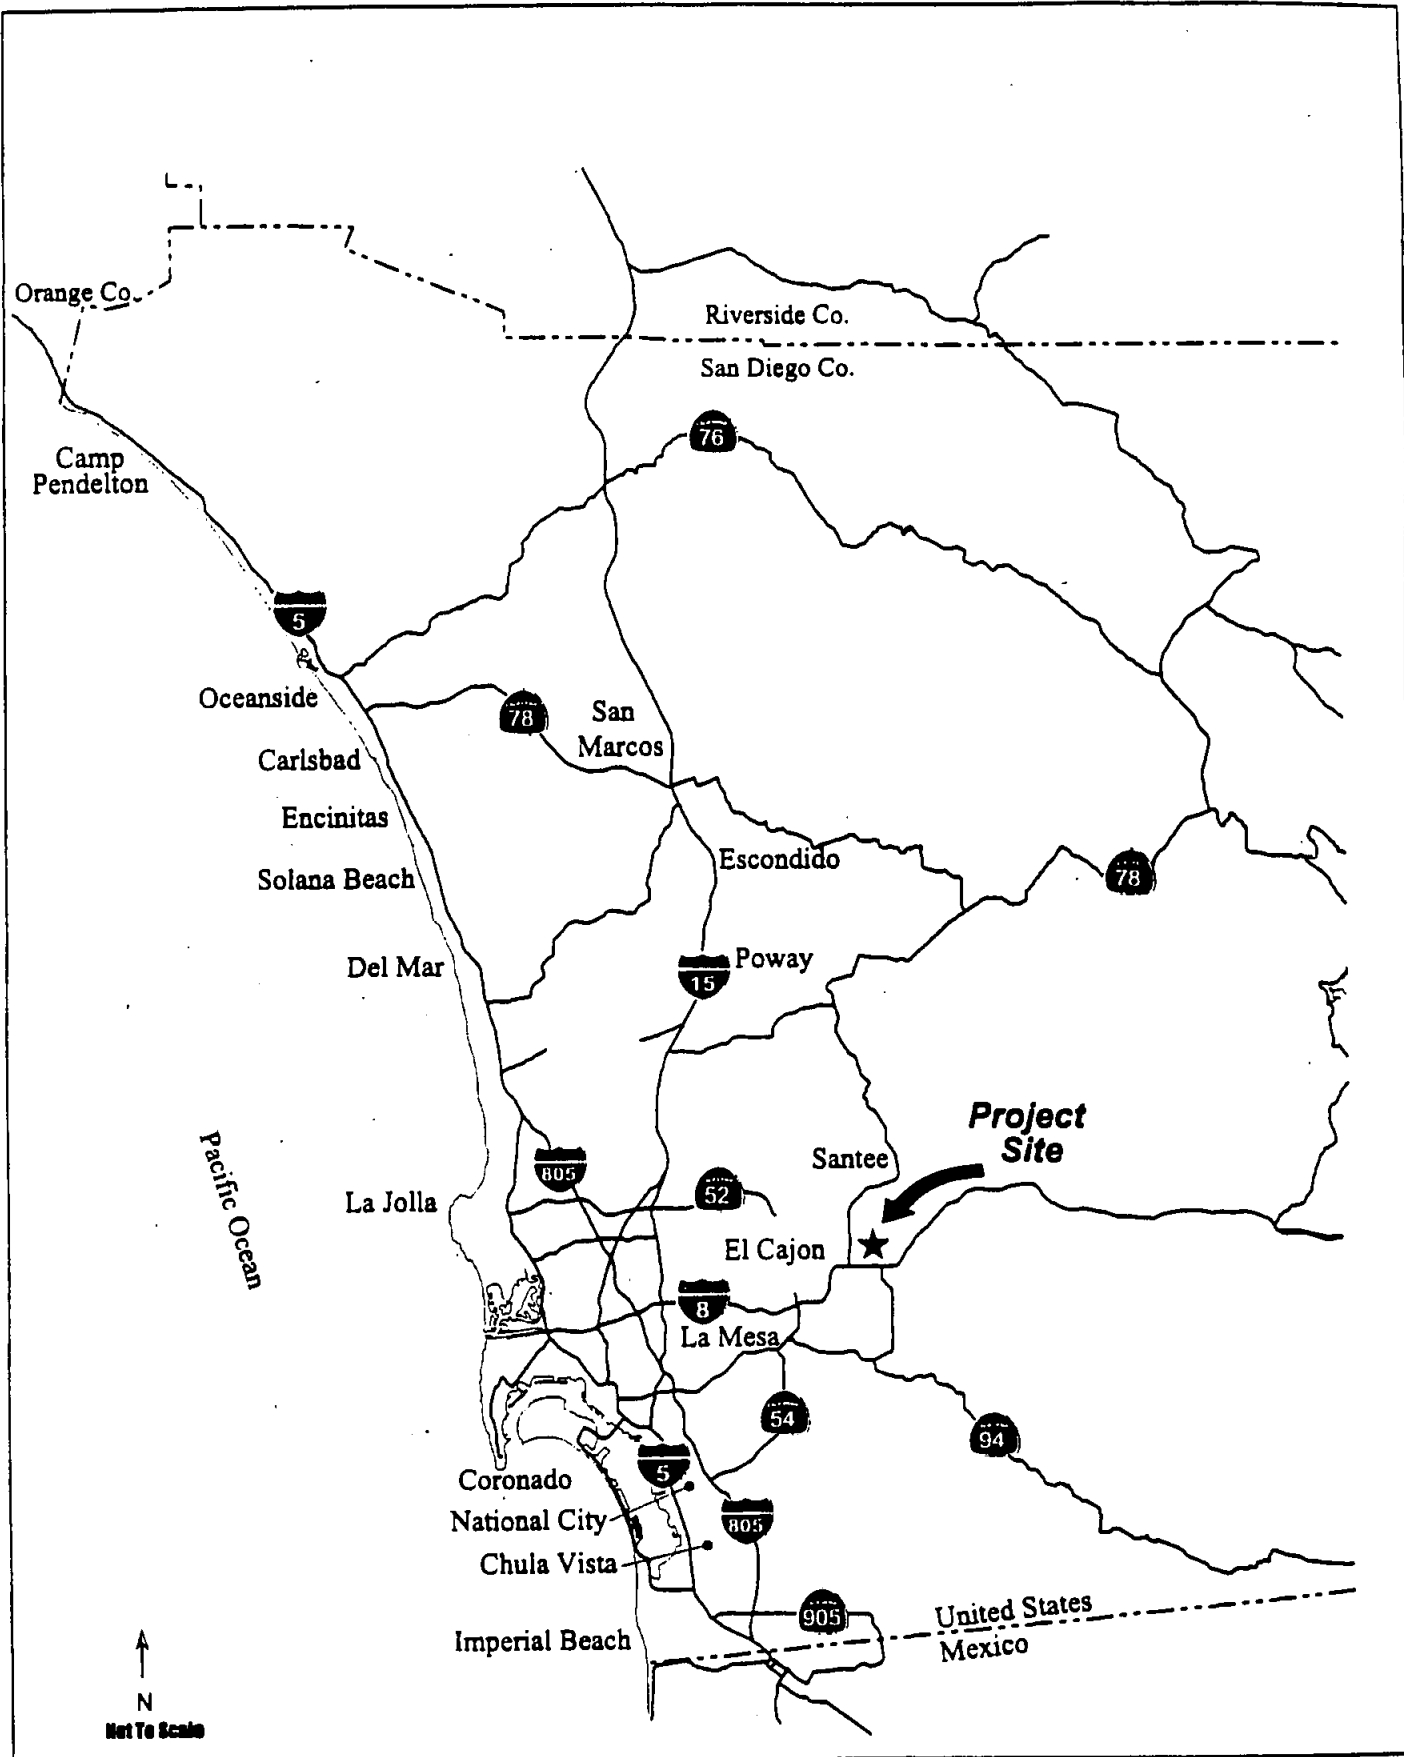 Orange Co.
Riverside Co.
San Diego Co.
76
Camp
Pendelton
5
Oceanside
78
San
Marcos
Carlsbad
Encinitas
Escondido
Solana Beach
78
Del Mar
Poway
15
Project
Site
Pacific Ocean
805
Santee
52
La Jolla
El Cajon
8
La Mesa
54
94
5
Coronado
National City
805
Chula Vista
905
United States
Imperial Beach
Mexico
N
Not To Scale